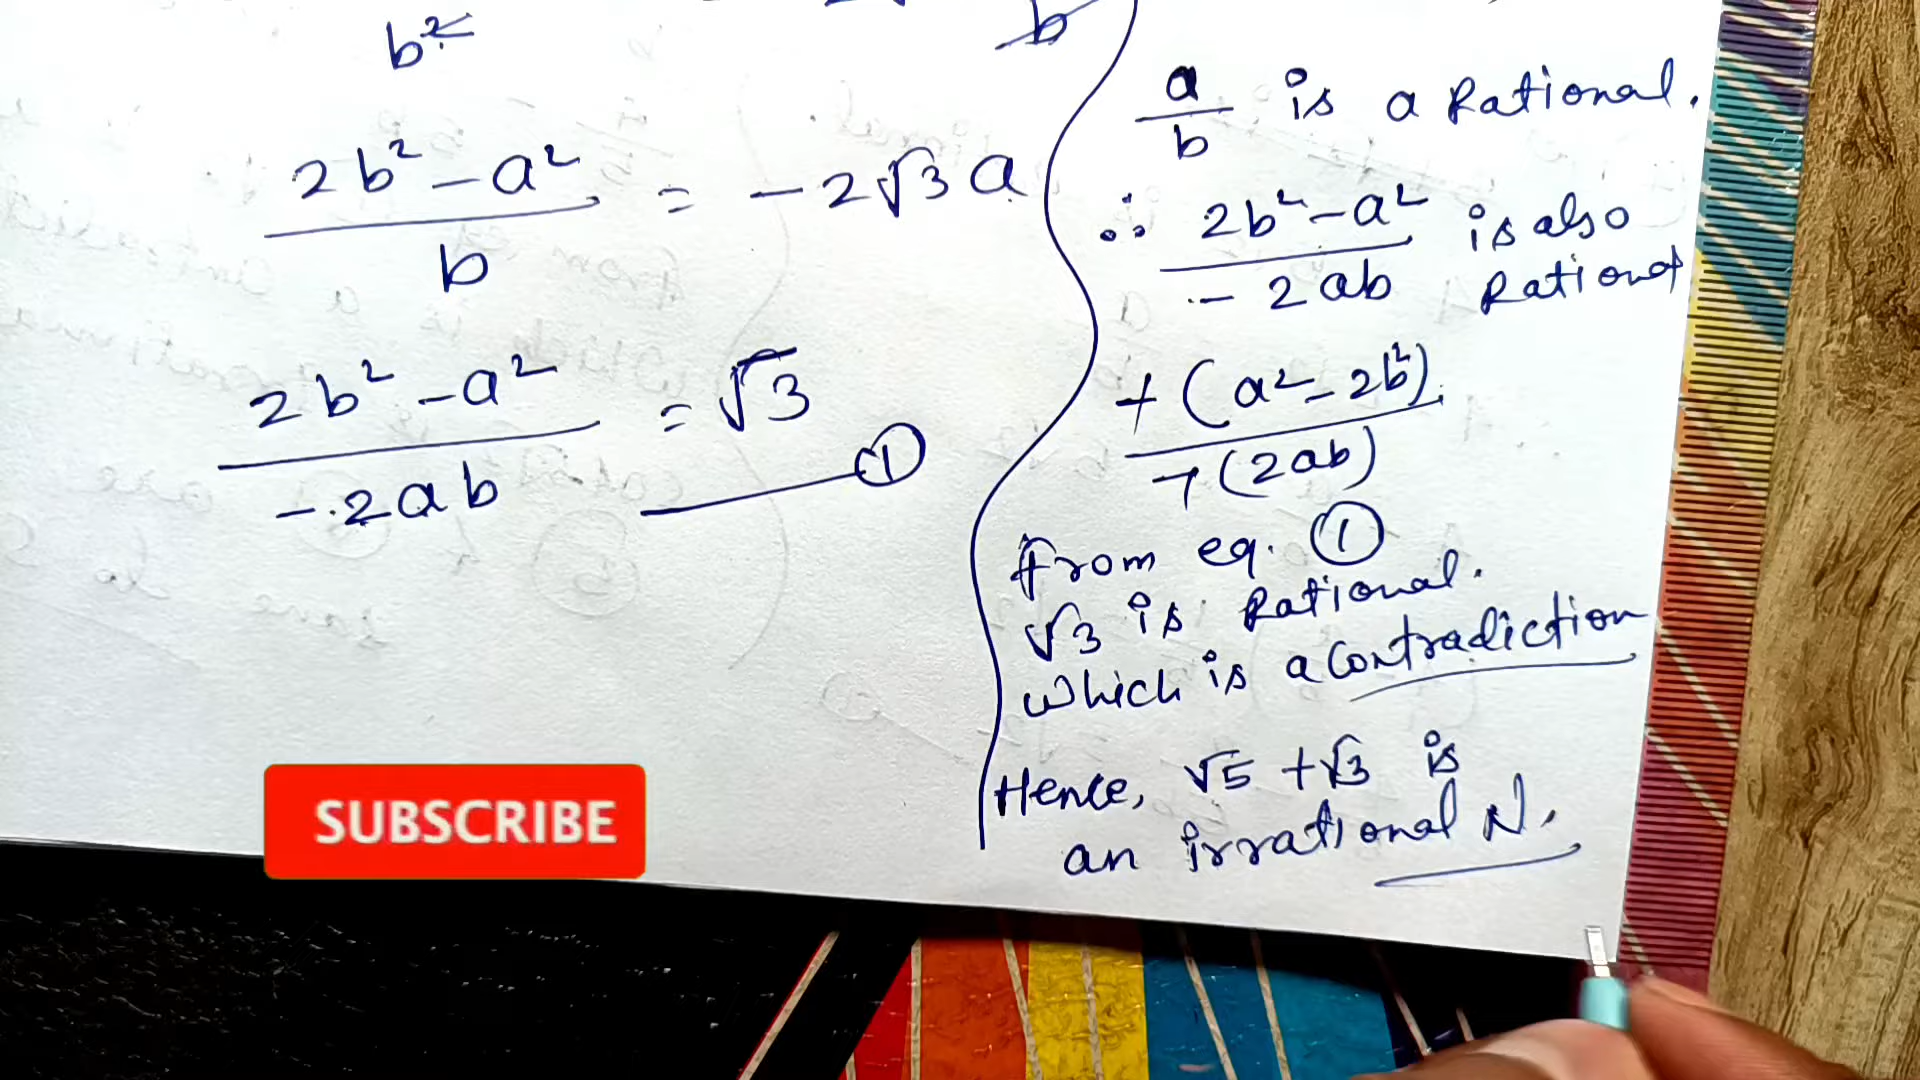 b²
2b² - a² / b = -2√3 a
2b² - a² / -2ab = √3 ——— ①
b
a / b is a Rational.
∴ 2b² - a² / -2ab is also Rational
+(a² - 2b²) / +(2ab)
from eq. ①
√3 is Rational.
which is a contradiction
Hence, √5 + √3 is
an irrational N.
SUBSCRIBE